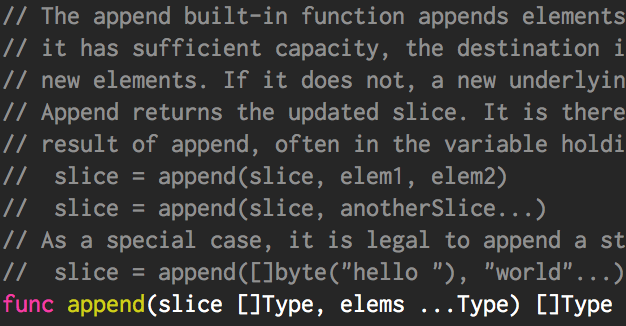 // The append built-in function appends elements
// it has sufficient capacity, the destination i
// new elements. If it does not, a new underlyin
// Append returns the updated slice. It is there
// result of append, often in the variable holdi
//  slice = append(slice, elem1, elem2)
//  slice = append(slice, anotherSlice...)
// As a special case, it is legal to append a st
//  slice = append([]byte("hello "), "world"...)
func append(slice []Type, elems ...Type) []Type